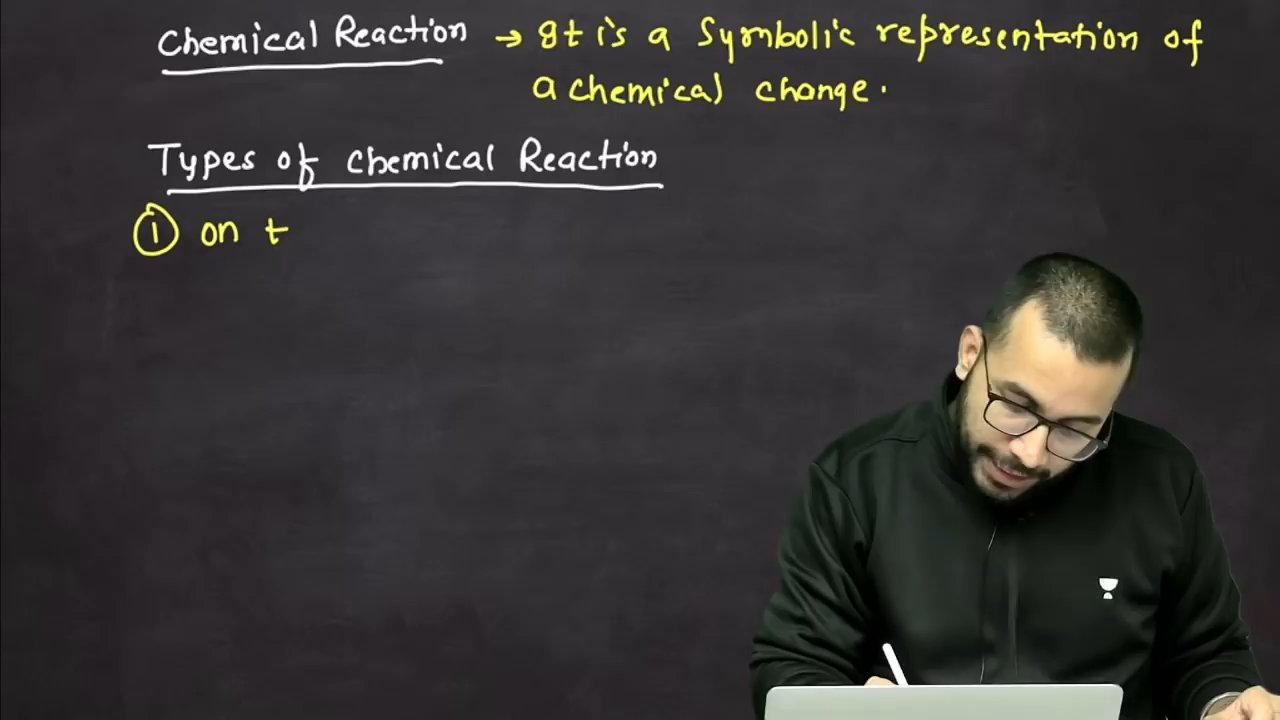 Chemical Reaction → It is a Symbolic representation of
a chemical change.
Types of chemical Reaction
① on t